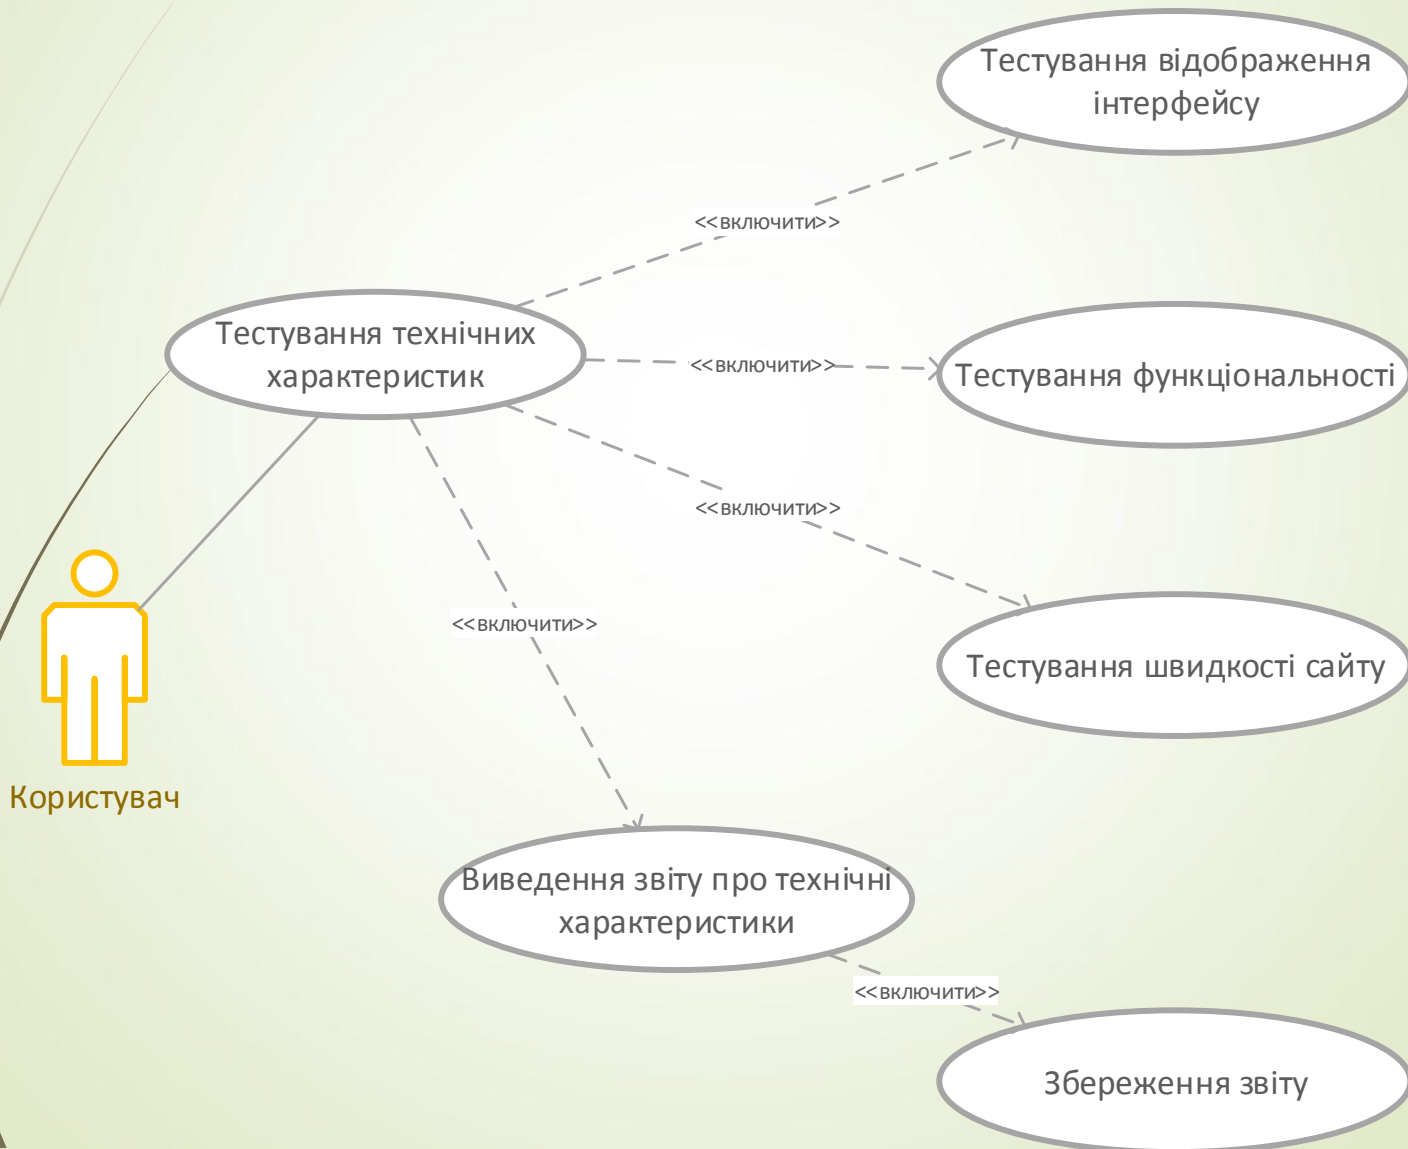 Тестування відображення
інтерфейсу
<<включити>>
Тестування технічних
характеристик
<<включити>>
Тестування функціональності
<<включити>>
Тестування швидкості сайту
<<включити>>
Користувач
Виведення звіту про технічні
характеристики
<<включити>>
Збереження звіту